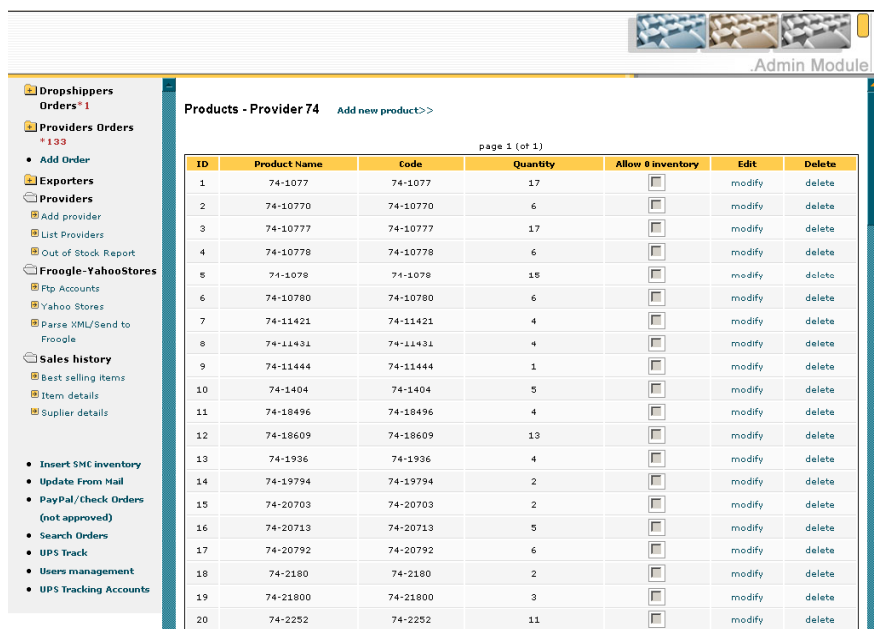 .Admin Module
Dropshippers
Orders*1
Providers Orders
*133
Add Order
Exporters
Providers
Add provider
List Providers
Out of Stock Report
Froogle-YahooStores
Ftp Accounts
Yahoo Stores
Parse XML/Send to
Froogle
Sales history
Best selling items
Item details
Suplier details
Insert SMC inventory
Update From Mail
PayPal/Check Orders
(not approved)
Search Orders
UPS Track
Users management
UPS Tracking Accounts
Products - Provider 74 Add new product>>
page 1 (of 1)
ID Product Name Code Quantity Allow 0 inventory Edit Delete
1 74-1077 74-1077 17 modify delete
2 74-10770 74-10770 6 modify delete
3 74-10777 74-10777 17 modify delete
4 74-10778 74-10778 6 modify delete
5 74-1078 74-1078 15 modify delete
6 74-10780 74-10780 6 modify delete
7 74-11421 74-11421 4 modify delete
8 74-11431 74-11431 4 modify delete
9 74-11444 74-11444 1 modify delete
10 74-1404 74-1404 5 modify delete
11 74-18496 74-18496 4 modify delete
12 74-18609 74-18609 13 modify delete
13 74-1936 74-1936 4 modify delete
14 74-19794 74-19794 2 modify delete
15 74-20703 74-20703 2 modify delete
16 74-20713 74-20713 5 modify delete
17 74-20792 74-20792 6 modify delete
18 74-2180 74-2180 2 modify delete
19 74-21800 74-21800 3 modify delete
20 74-2252 74-2252 11 modify delete